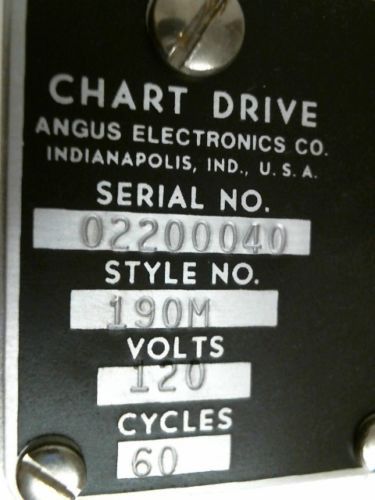 CHART DRIVE
ANGUS ELECTRONICS CO.
INDIANAPOLIS, IND., U.S.A.
SERIAL NO.
02200040
STYLE NO.
190M
VOLTS
120
CYCLES
60